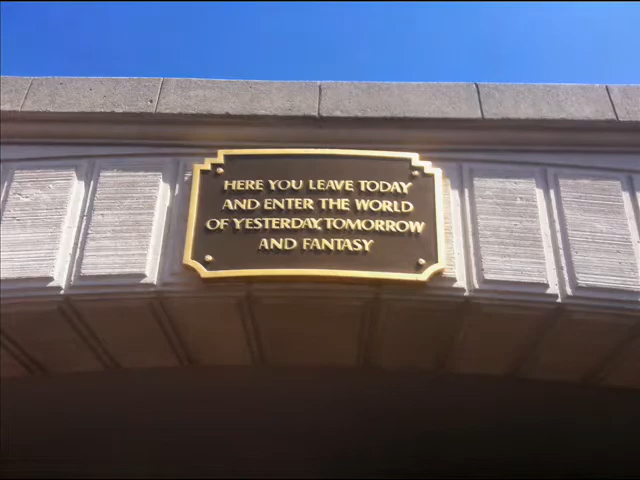 HERE YOU LEAVE TODAY
AND ENTER THE WORLD
OF YESTERDAY, TOMORROW
AND FANTASY